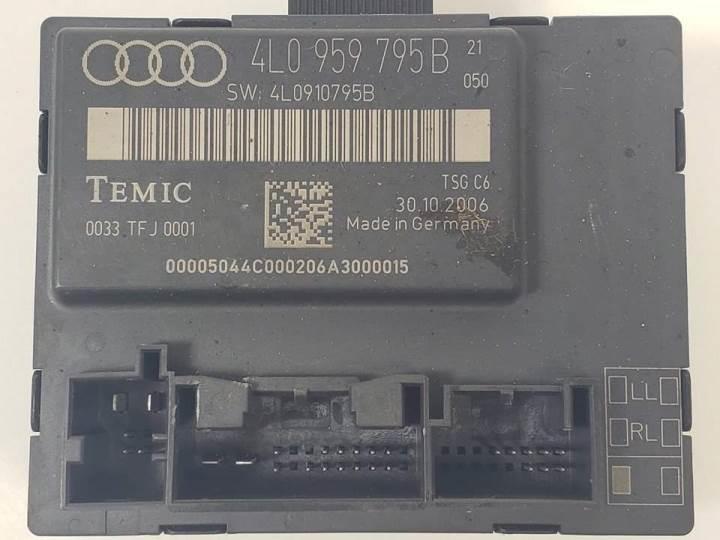 4L0 959 795B 21
050
SW: 4L0910795B
TEMIC
TSG C6
30.10.2006
0033 TFJ 0001
Made in Germany
00005044C000206A3000015
LL
RL